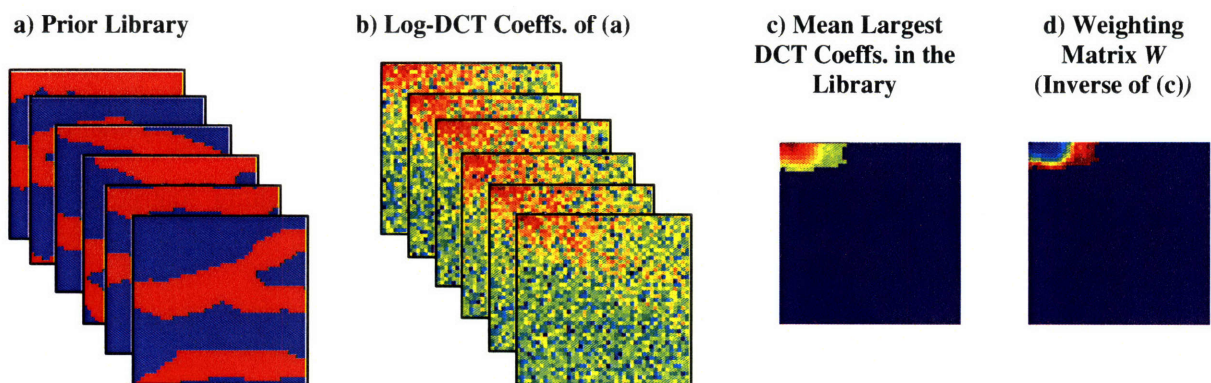 a) Prior Library
b) Log-DCT Coeffs. of (a)
c) Mean Largest
DCT Coeffs. in the
Library
d) Weighting
Matrix W
(Inverse of (c))